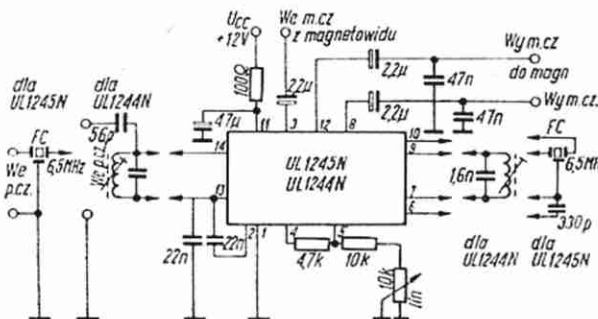 UCC
+12V
We m.cz
z magnetowidu
Wy m.cz
do magn
Wy m.cz.
dla
UL1245N
dla
UL1244N
100Ω
2,2µ
2,2µ
2,2µ
47n
47n
47µ
56p
FC
6,5MHz
We
p.cz.
We p.cz.
11
3
12
8
14
13
10
9
7
6
2
1
4
5
UL1245N
UL1244N
1,6n
FC
6,5MHz
330p
22n
22n
4,7k
10k
10k
lin
dla
UL1244N
dla
UL1245N